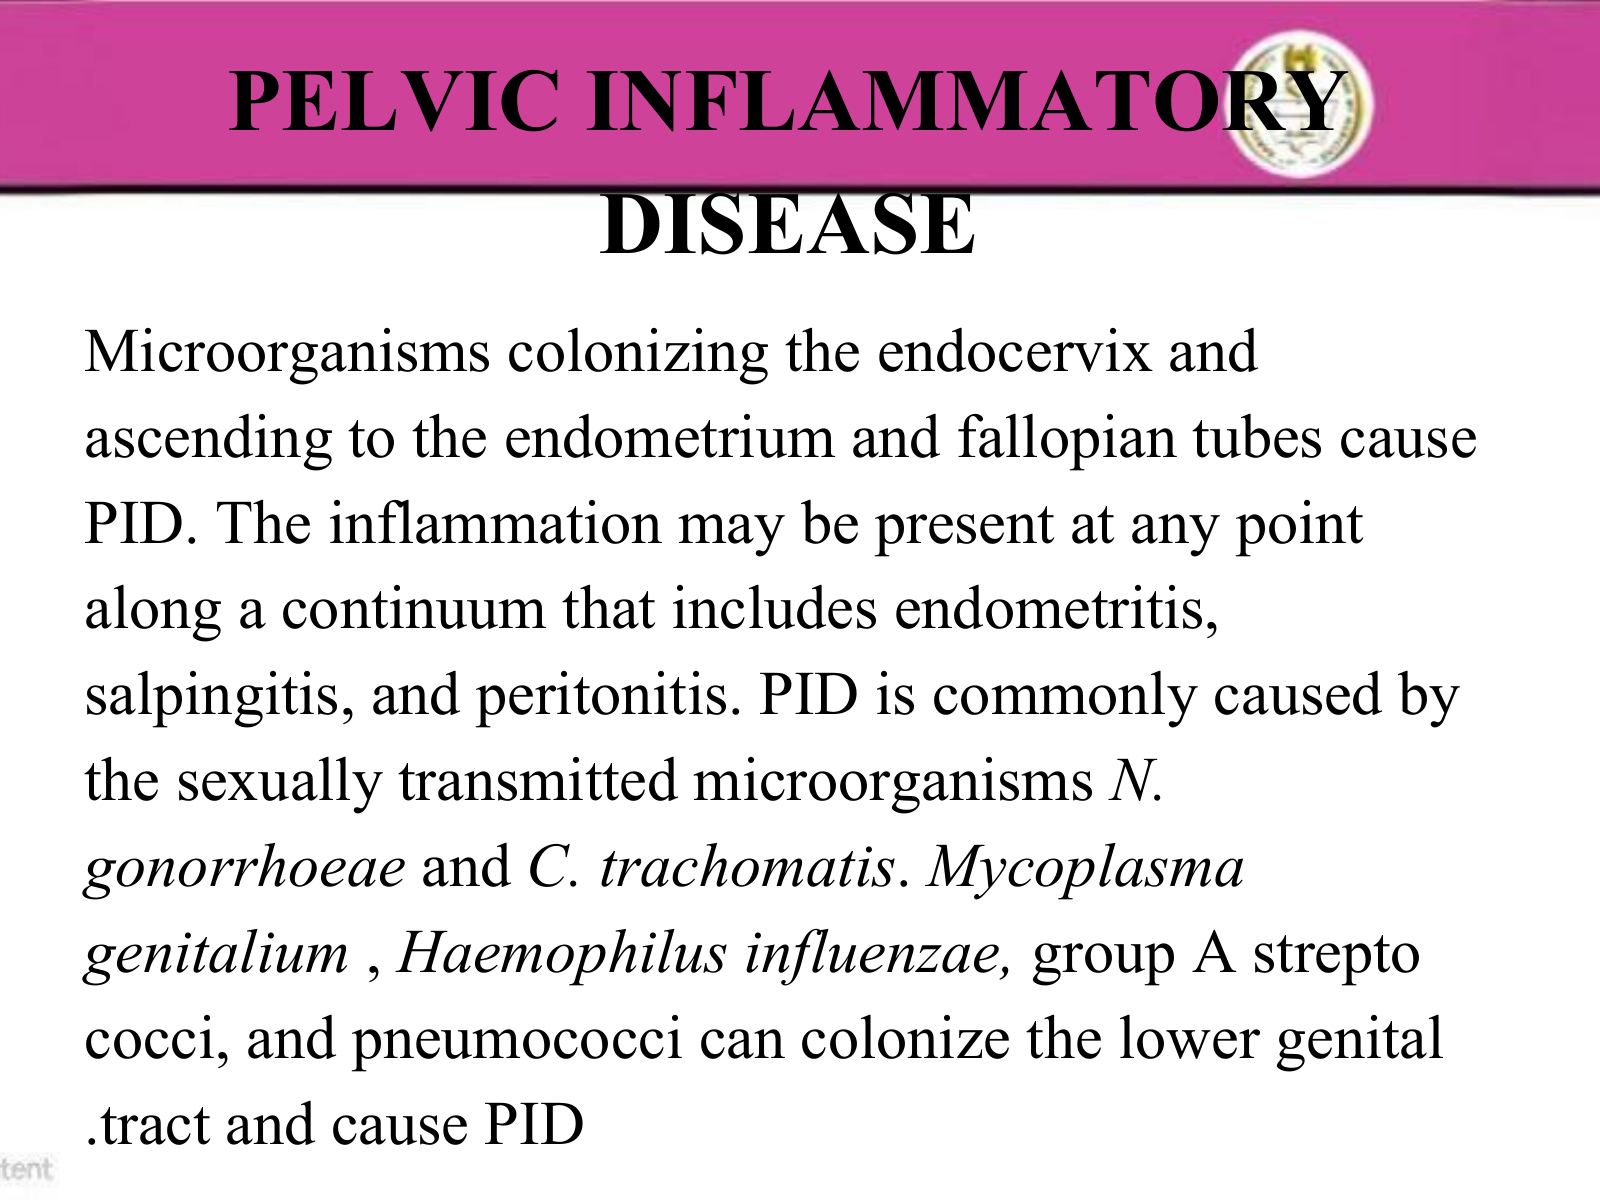 PELVIC INFLAMMATORY
DISEASE
Microorganisms colonizing the endocervix and
ascending to the endometrium and fallopian tubes cause
PID. The inflammation may be present at any point
along a continuum that includes endometritis,
salpingitis, and peritonitis. PID is commonly caused by
the sexually transmitted microorganisms N.
gonorrhoeae and C. trachomatis. Mycoplasma
genitalium , Haemophilus influenzae, group A strepto
cocci, and pneumococci can colonize the lower genital
.tract and cause PID
tent